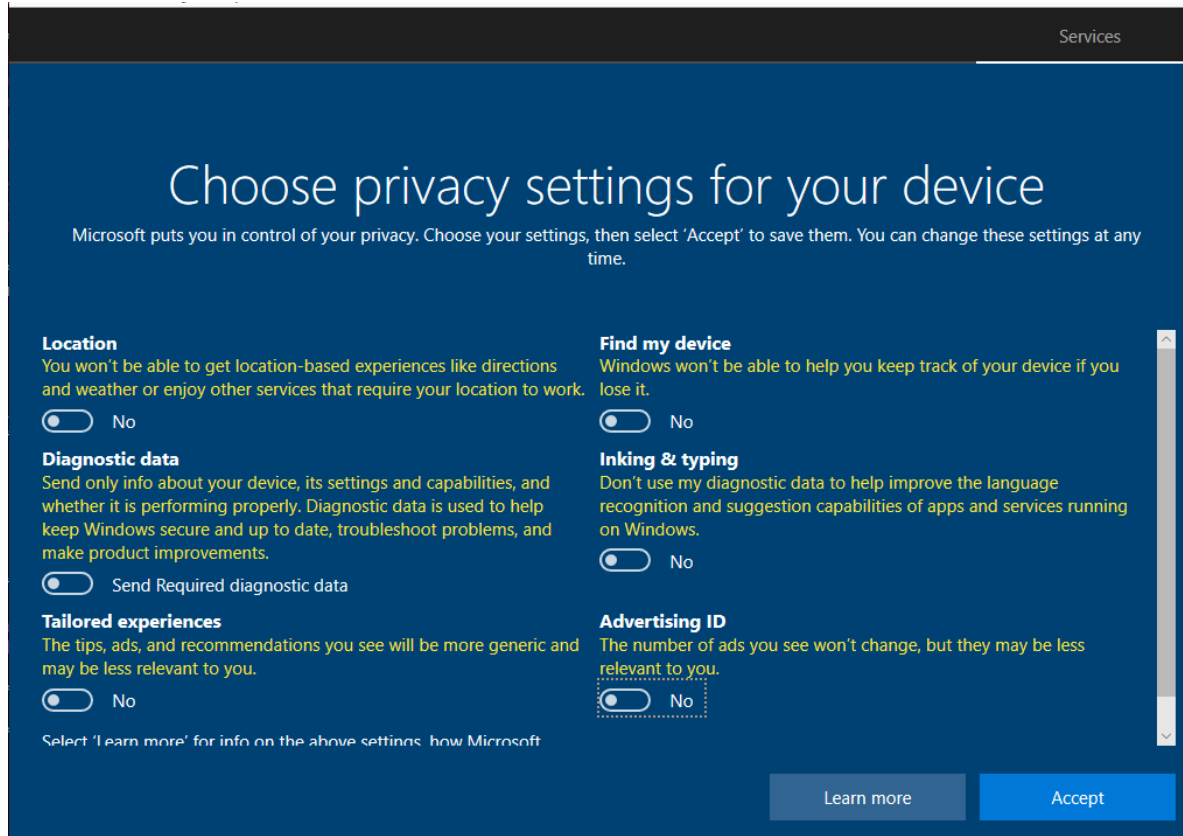 Services
Choose privacy settings for your device
Microsoft puts you in control of your privacy. Choose your settings, then select ‘Accept’ to save them. You can change these settings at any
time.
Location
You won’t be able to get location-based experiences like directions
and weather or enjoy other services that require your location to work.
No
Find my device
Windows won’t be able to help you keep track of your device if you
lose it.
No
Diagnostic data
Send only info about your device, its settings and capabilities, and
whether it is performing properly. Diagnostic data is used to help
keep Windows secure and up to date, troubleshoot problems, and
make product improvements.
Send Required diagnostic data
Inking & typing
Don’t use my diagnostic data to help improve the language
recognition and suggestion capabilities of apps and services running
on Windows.
No
Tailored experiences
The tips, ads, and recommendations you see will be more generic and
may be less relevant to you.
No
Advertising ID
The number of ads you see won’t change, but they may be less
relevant to you.
No
Select ‘Learn more’ for info on the above settings, how Microsoft
Learn more
Accept